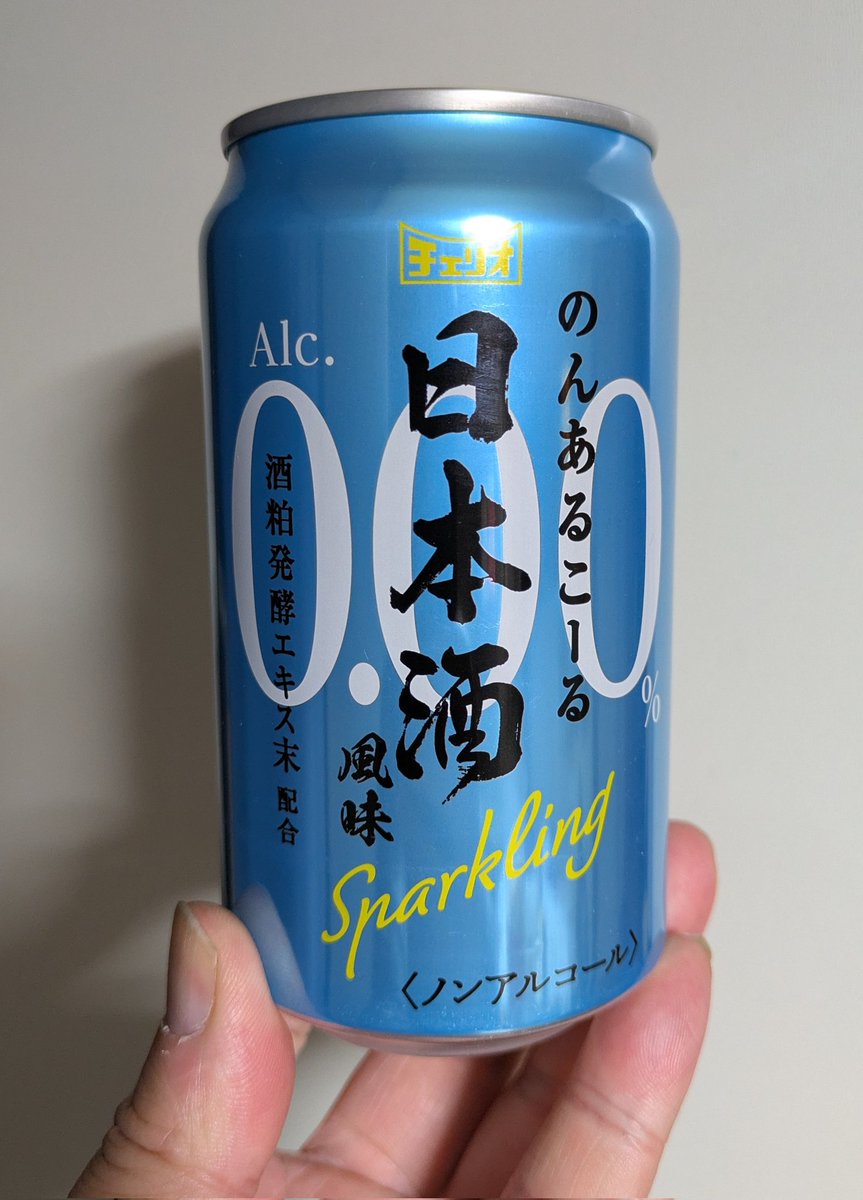 チェリオ
Alc.
0.00%
のんあるこーる
日本酒
風味
酒粕発酵エキス末 配合
Sparkling
〈ノンアルコール〉